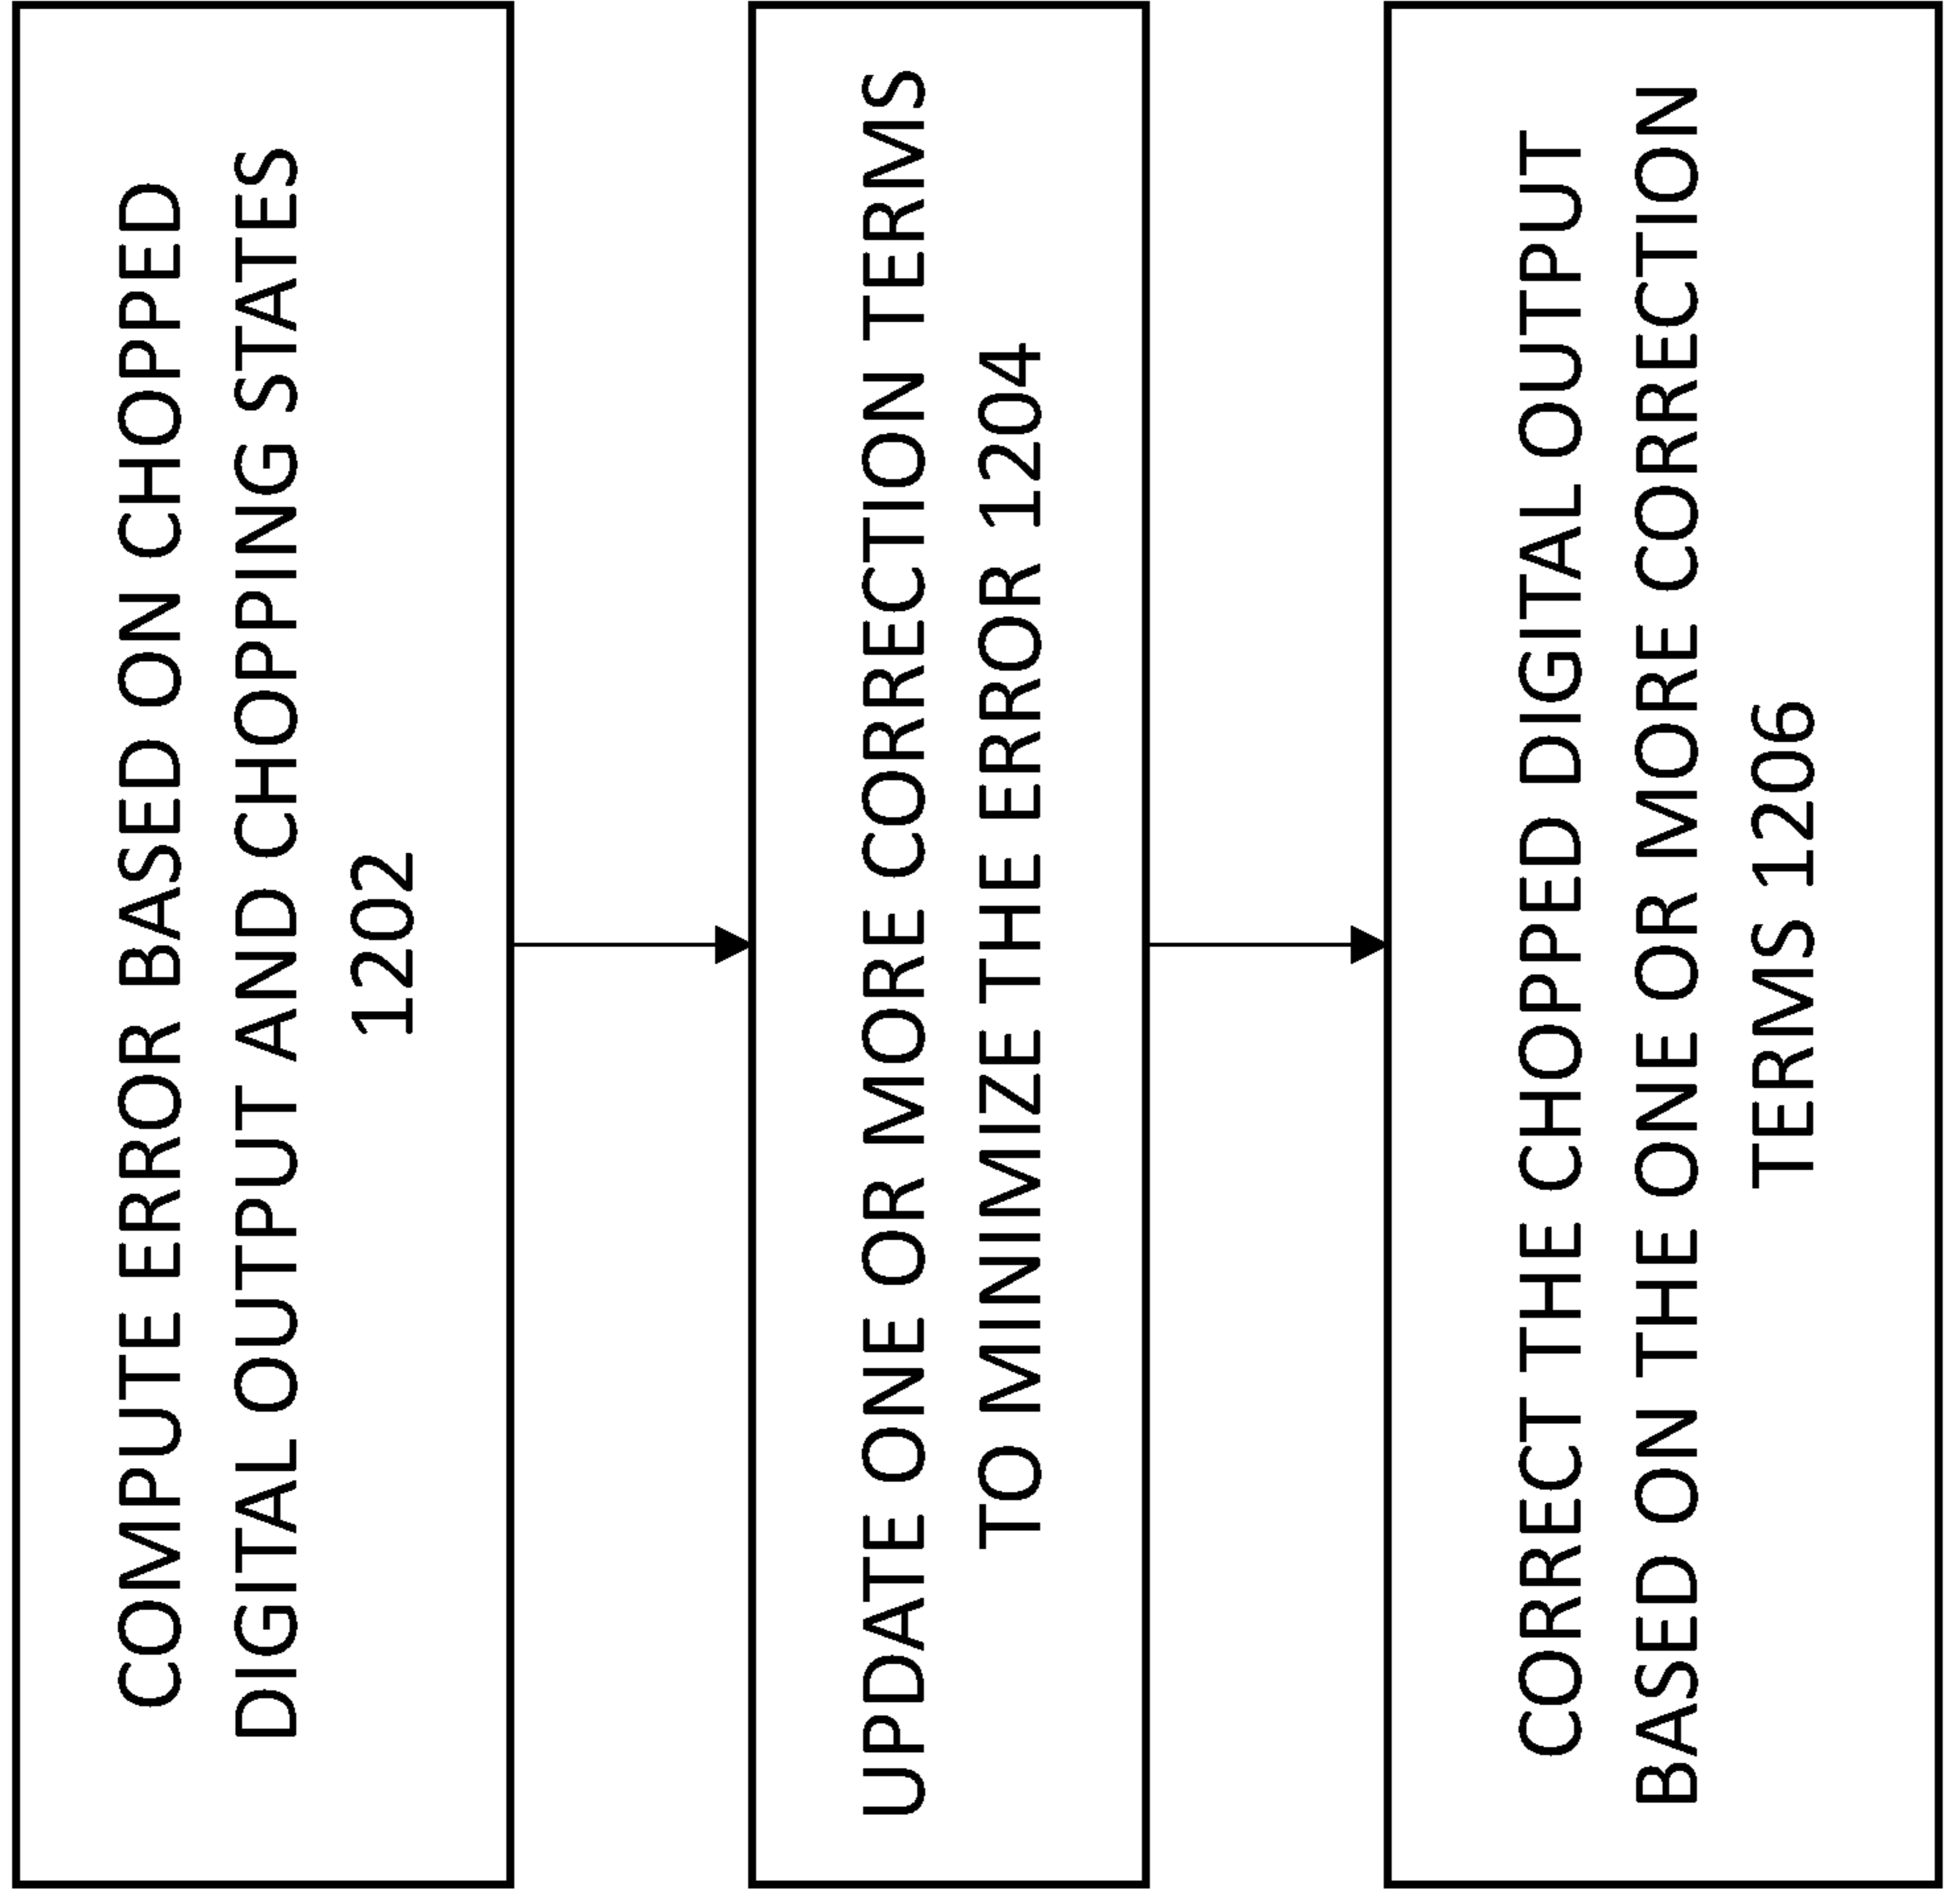 COMPUTE ERROR BASED ON CHOPPED
DIGITAL OUTPUT AND CHOPPING STATES
1202
UPDATE ONE OR MORE CORRECTION TERMS
TO MINIMIZE THE ERROR 1204
CORRECT THE CHOPPED DIGITAL OUTPUT
BASED ON THE ONE OR MORE CORRECTION
TERMS 1206